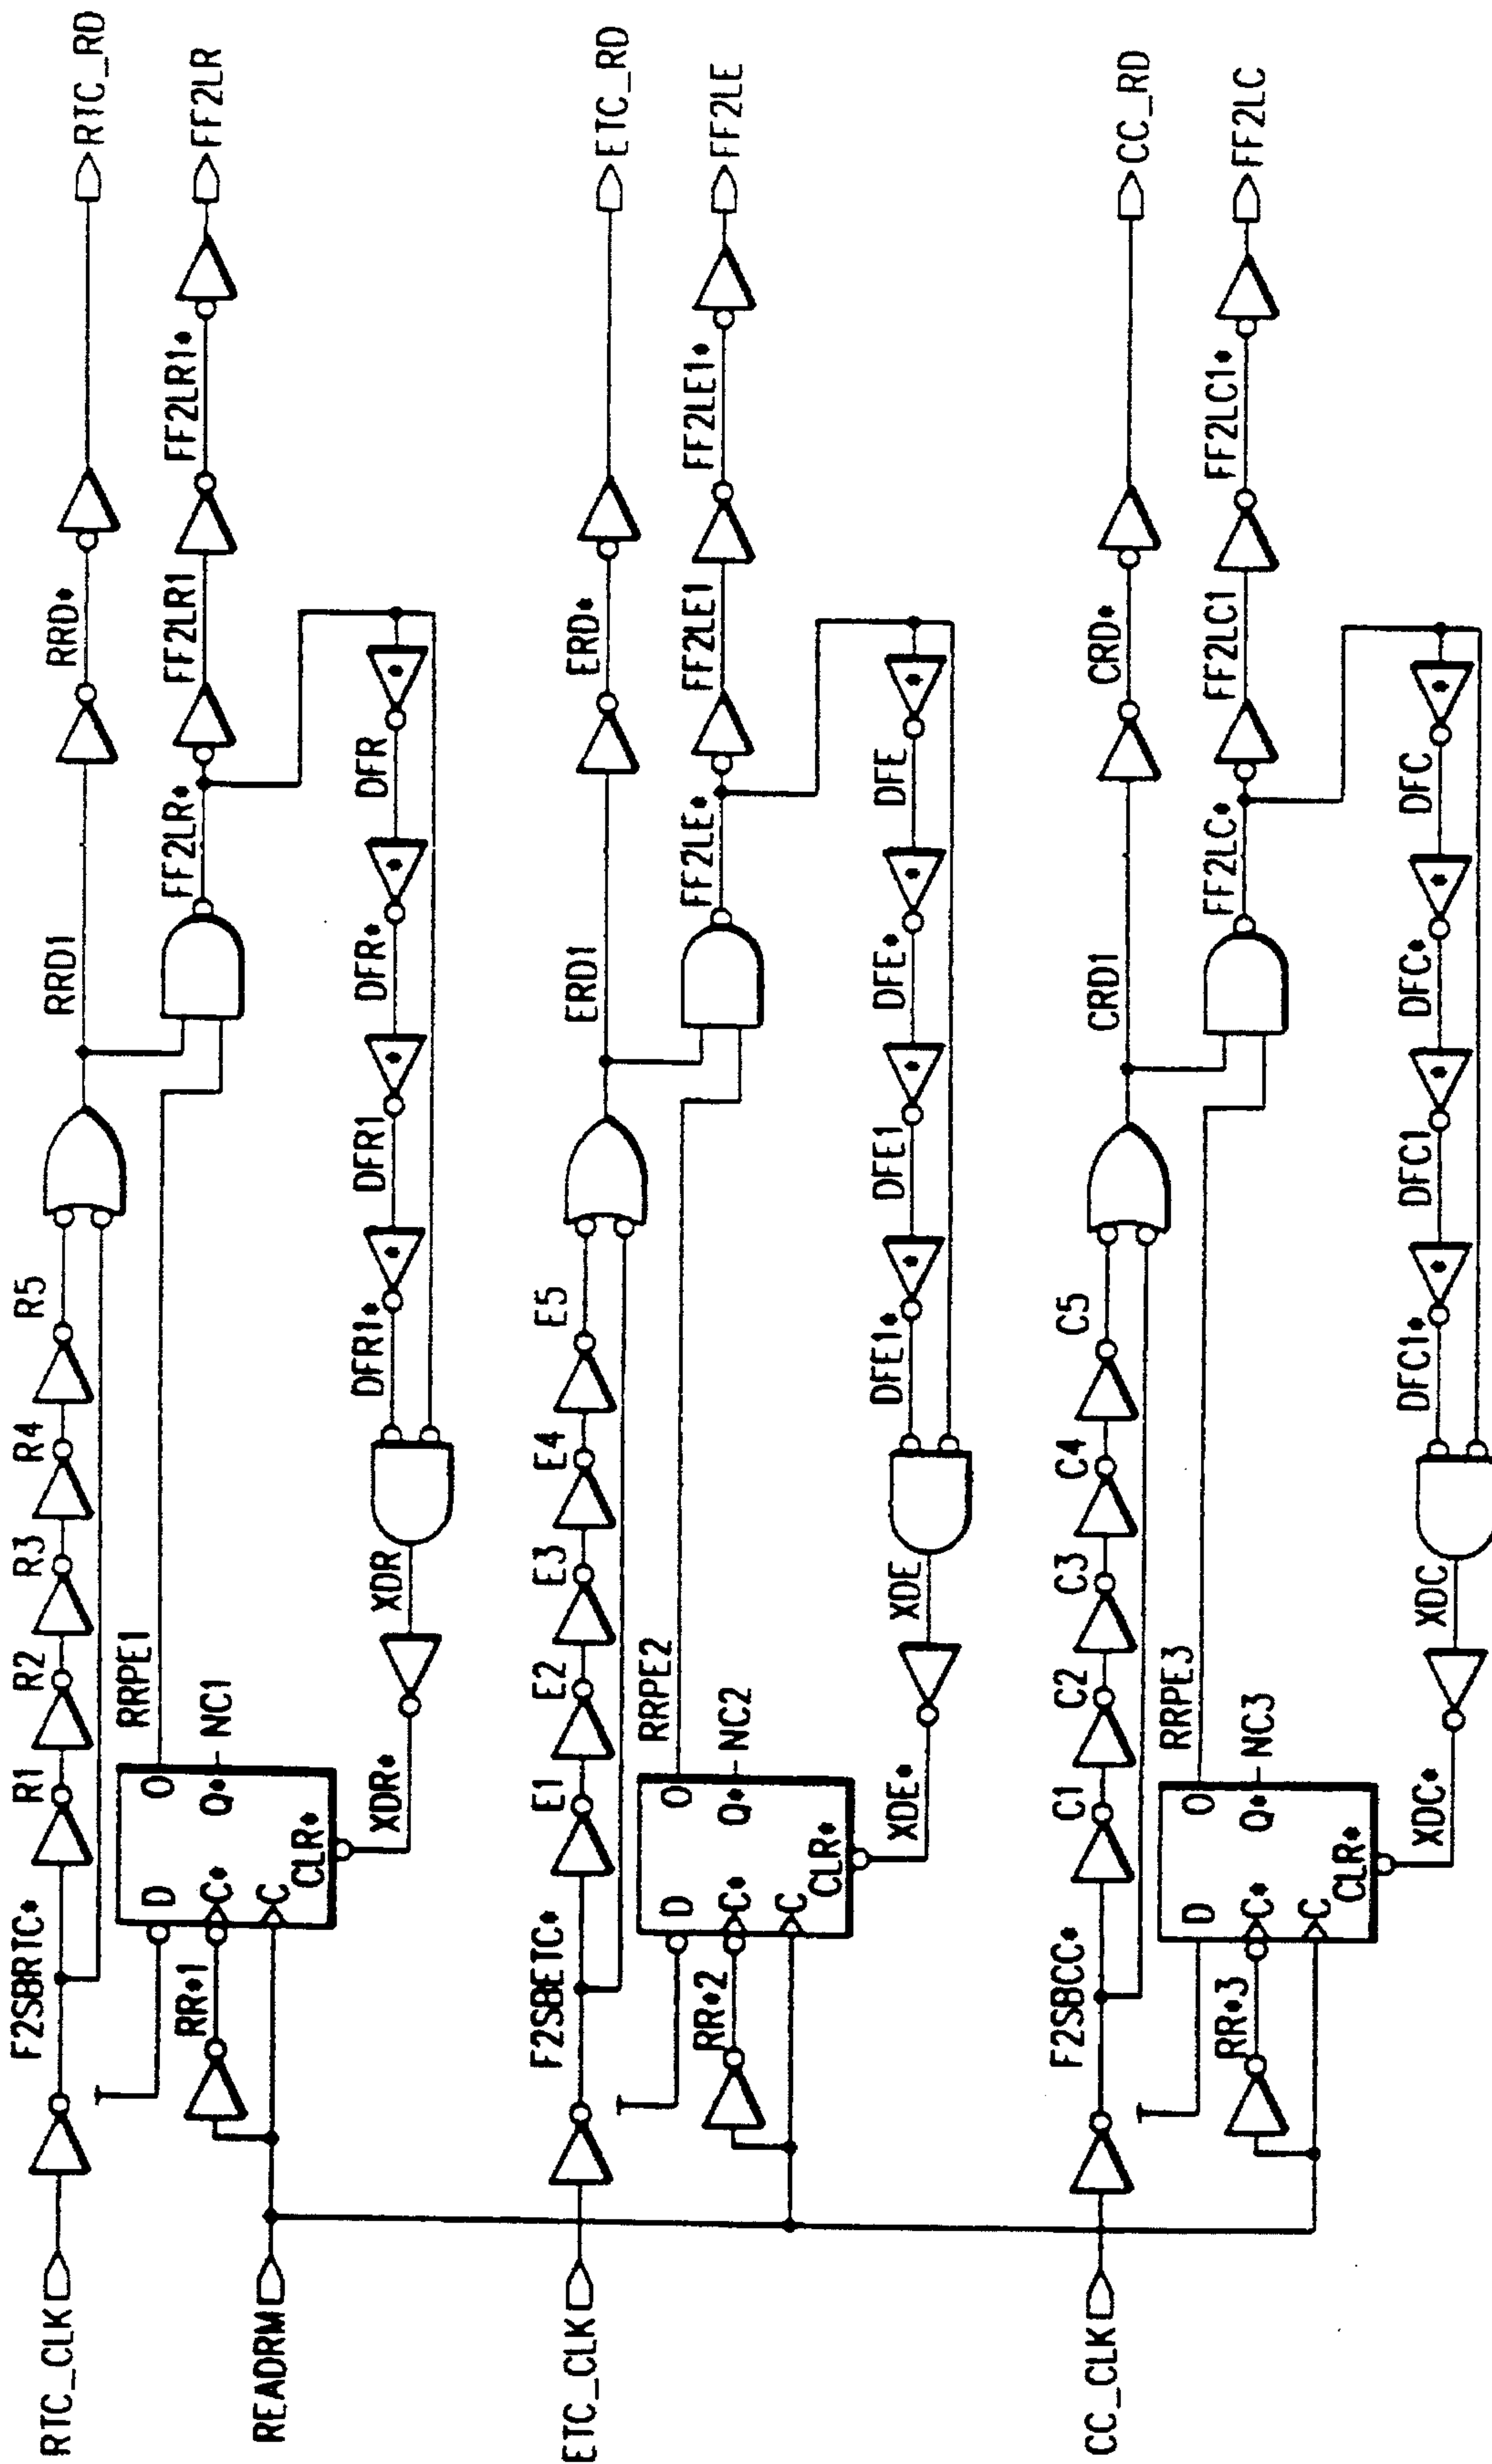 RTC_CLK
F2SBRTC*
R1
R2
R3
R4
R5
RRD1
RRD*
RTC_RD
READRM
RR*1
D
C*
C
O
Q*
CLR*
NC1
RRPE1
FF2LR*
FF2LR1
FF2LR1*
FF2LR
DFR
DFR*
DFR1
DFR1*
XDR
XDR*
ETC_CLK
F2SBETC*
E1
E2
E3
E4
E5
ERD1
ERD*
ETC_RD
RR*2
D
C*
C
O
Q*
CLR*
NC2
RRPE2
FF2LE*
FF2LE1
FF2LE1*
FF2LE
DFE
DFE*
DFE1
DFE1*
XDE
XDE*
CC_CLK
F2SBCC*
C1
C2
C3
C4
C5
CRD1
CRD*
CC_RD
RR*3
D
C*
C
O
Q*
CLR*
NC3
RRPE3
FF2LC*
FF2LC1
FF2LC1*
FF2LC
DFC
DFC*
DFC1
DFC1*
XDC
XDC*